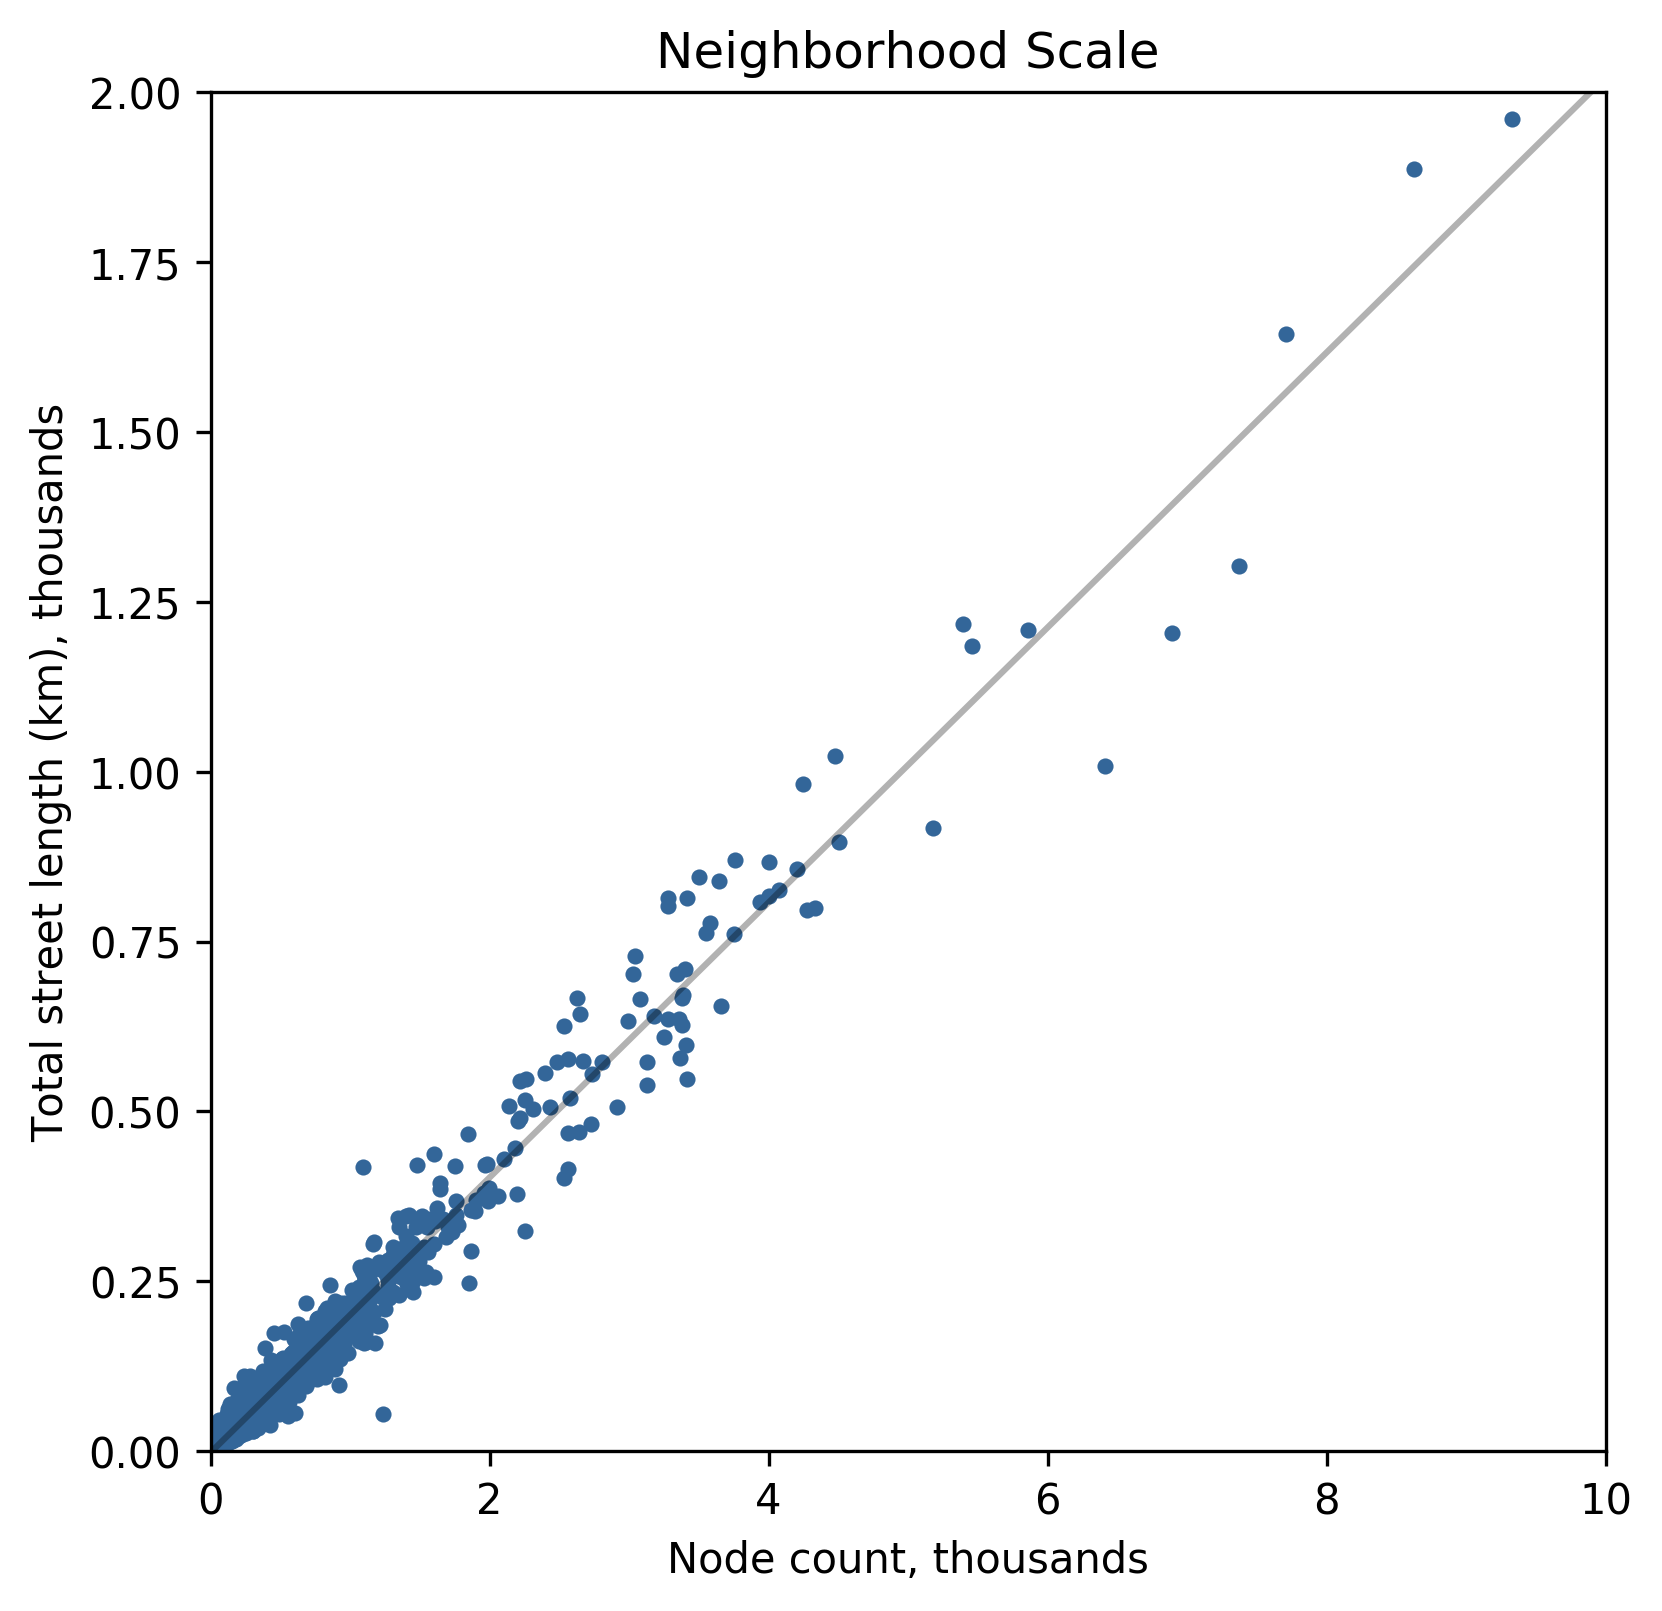 Neighborhood Scale
2.00
1.75
1.50
1.25
1.00
0.75
0.50
0.25
0.00
Total street length (km), thousands
0 2 4 6 8 10
Node count, thousands